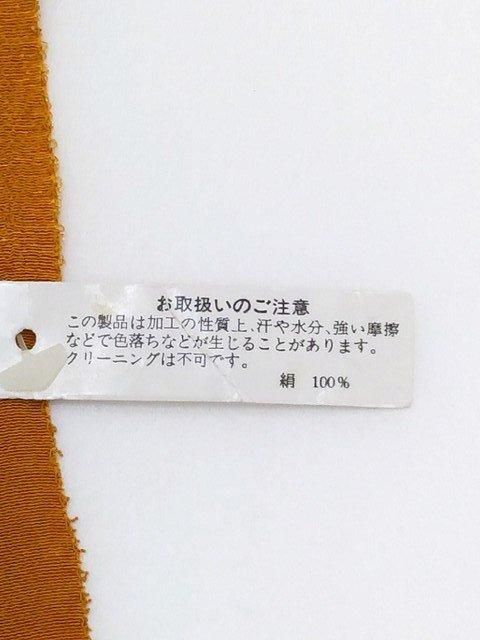 お取扱いのご注意
この製品は加工の性質上、汗や水分、強い摩擦
などで色落ちなどが生じることがあります。
クリーニングは不可です。
絹 100%